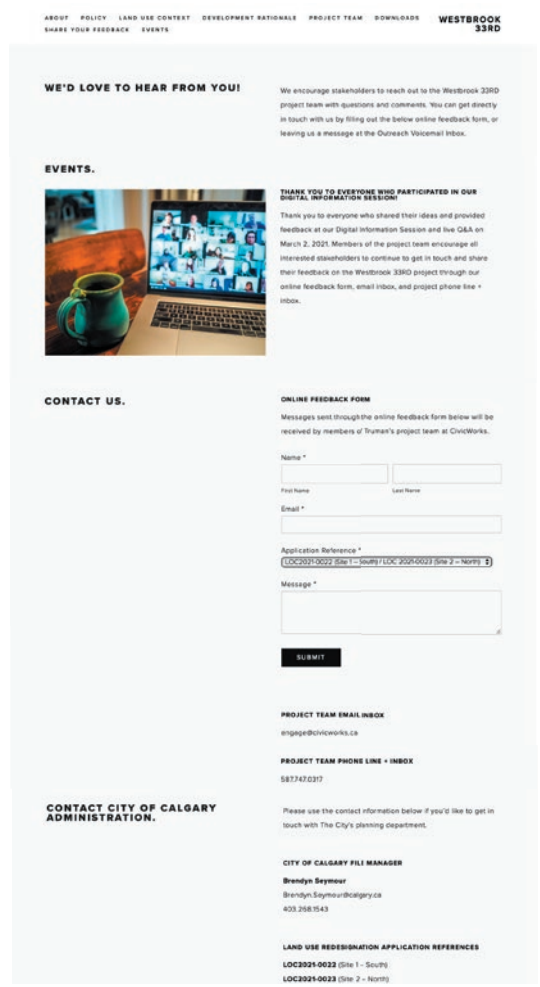 ABOUT POLICY LAND USE CONTEXT DEVELOPMENT RATIONALE PROJECT TEAM DOWNLOADS
SHARE YOUR FEEDBACK EVENTS
WESTBROOK
33RD
WE'D LOVE TO HEAR FROM YOU!
We encourage stakeholders to reach out to the Westbrook 33RD
project team with questions and comments. You can get directly
in touch with us by filling out the below online feedback form, or
leaving us a message at the Outreach Voicemail Inbox.
EVENTS.
THANK YOU TO EVERYONE WHO PARTICIPATED IN OUR
DIGITAL INFORMATION SESSION!
Thank you to everyone who shared their ideas and provided
feedback at our Digital Information Session and live Q&A on
March 2, 2021. Members of the project team encourage all
interested stakeholders to continue to get in touch and share
their feedback on the Westbrook 33RD project through our
online feedback form, email inbox, and project phone line +
inbox.
CONTACT US.
ONLINE FEEDBACK FORM
Messages sent through the online feedback form below will be
received by members of Truman's project team at CivicWorks.
Name *
First Name Last Name
Email *
Application Reference *
LOC2021-0022 (Site 1 – South) / LOC 2021-0023 (Site 2 – North)
Message *
SUBMIT
PROJECT TEAM EMAIL INBOX
engage@civicworks.ca
PROJECT TEAM PHONE LINE + INBOX
587.747.0317
CONTACT CITY OF CALGARY
ADMINISTRATION.
Please use the contact nformation below if you'd like to get in
touch with The City's planning department.
CITY OF CALGARY FILE MANAGER
Brendyn Seymour
Brendyn.Seymour@calgary.ca
403.268.1543
LAND USE REDESIGNATION APPLICATION REFERENCES
LOC2021-0022 (Site 1 – South)
LOC2021-0023 (Site 2 – North)